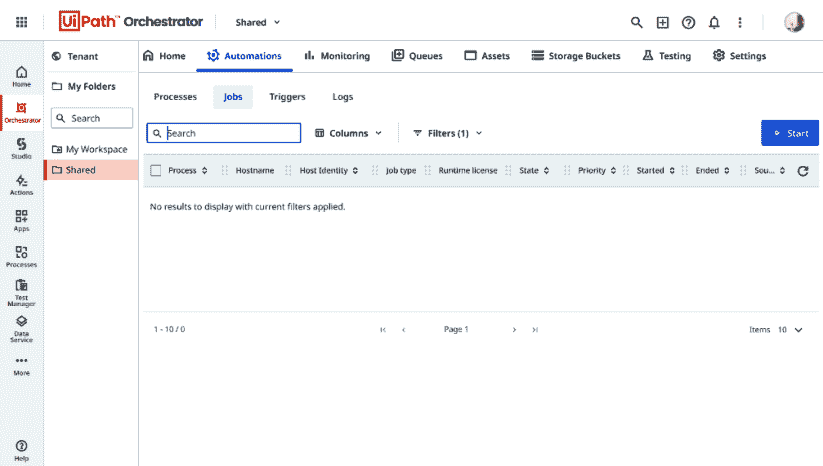 UiPath Orchestrator
Shared
Home
Orchestrator
Studio
Actions
Apps
Processes
Test Manager
Data Service
More
Help
Tenant
My Folders
Search
My Workspace
Shared
Home Automations Monitoring Queues Assets Storage Buckets Testing Settings
Processes Jobs Triggers Logs
Search
Columns
Filters (1)
Start
Process Hostname Host Identity Job type Runtime license State Priority Started Ended Sou...
No results to display with current filters applied.
1 - 10 / 0
Page 1
Items 10